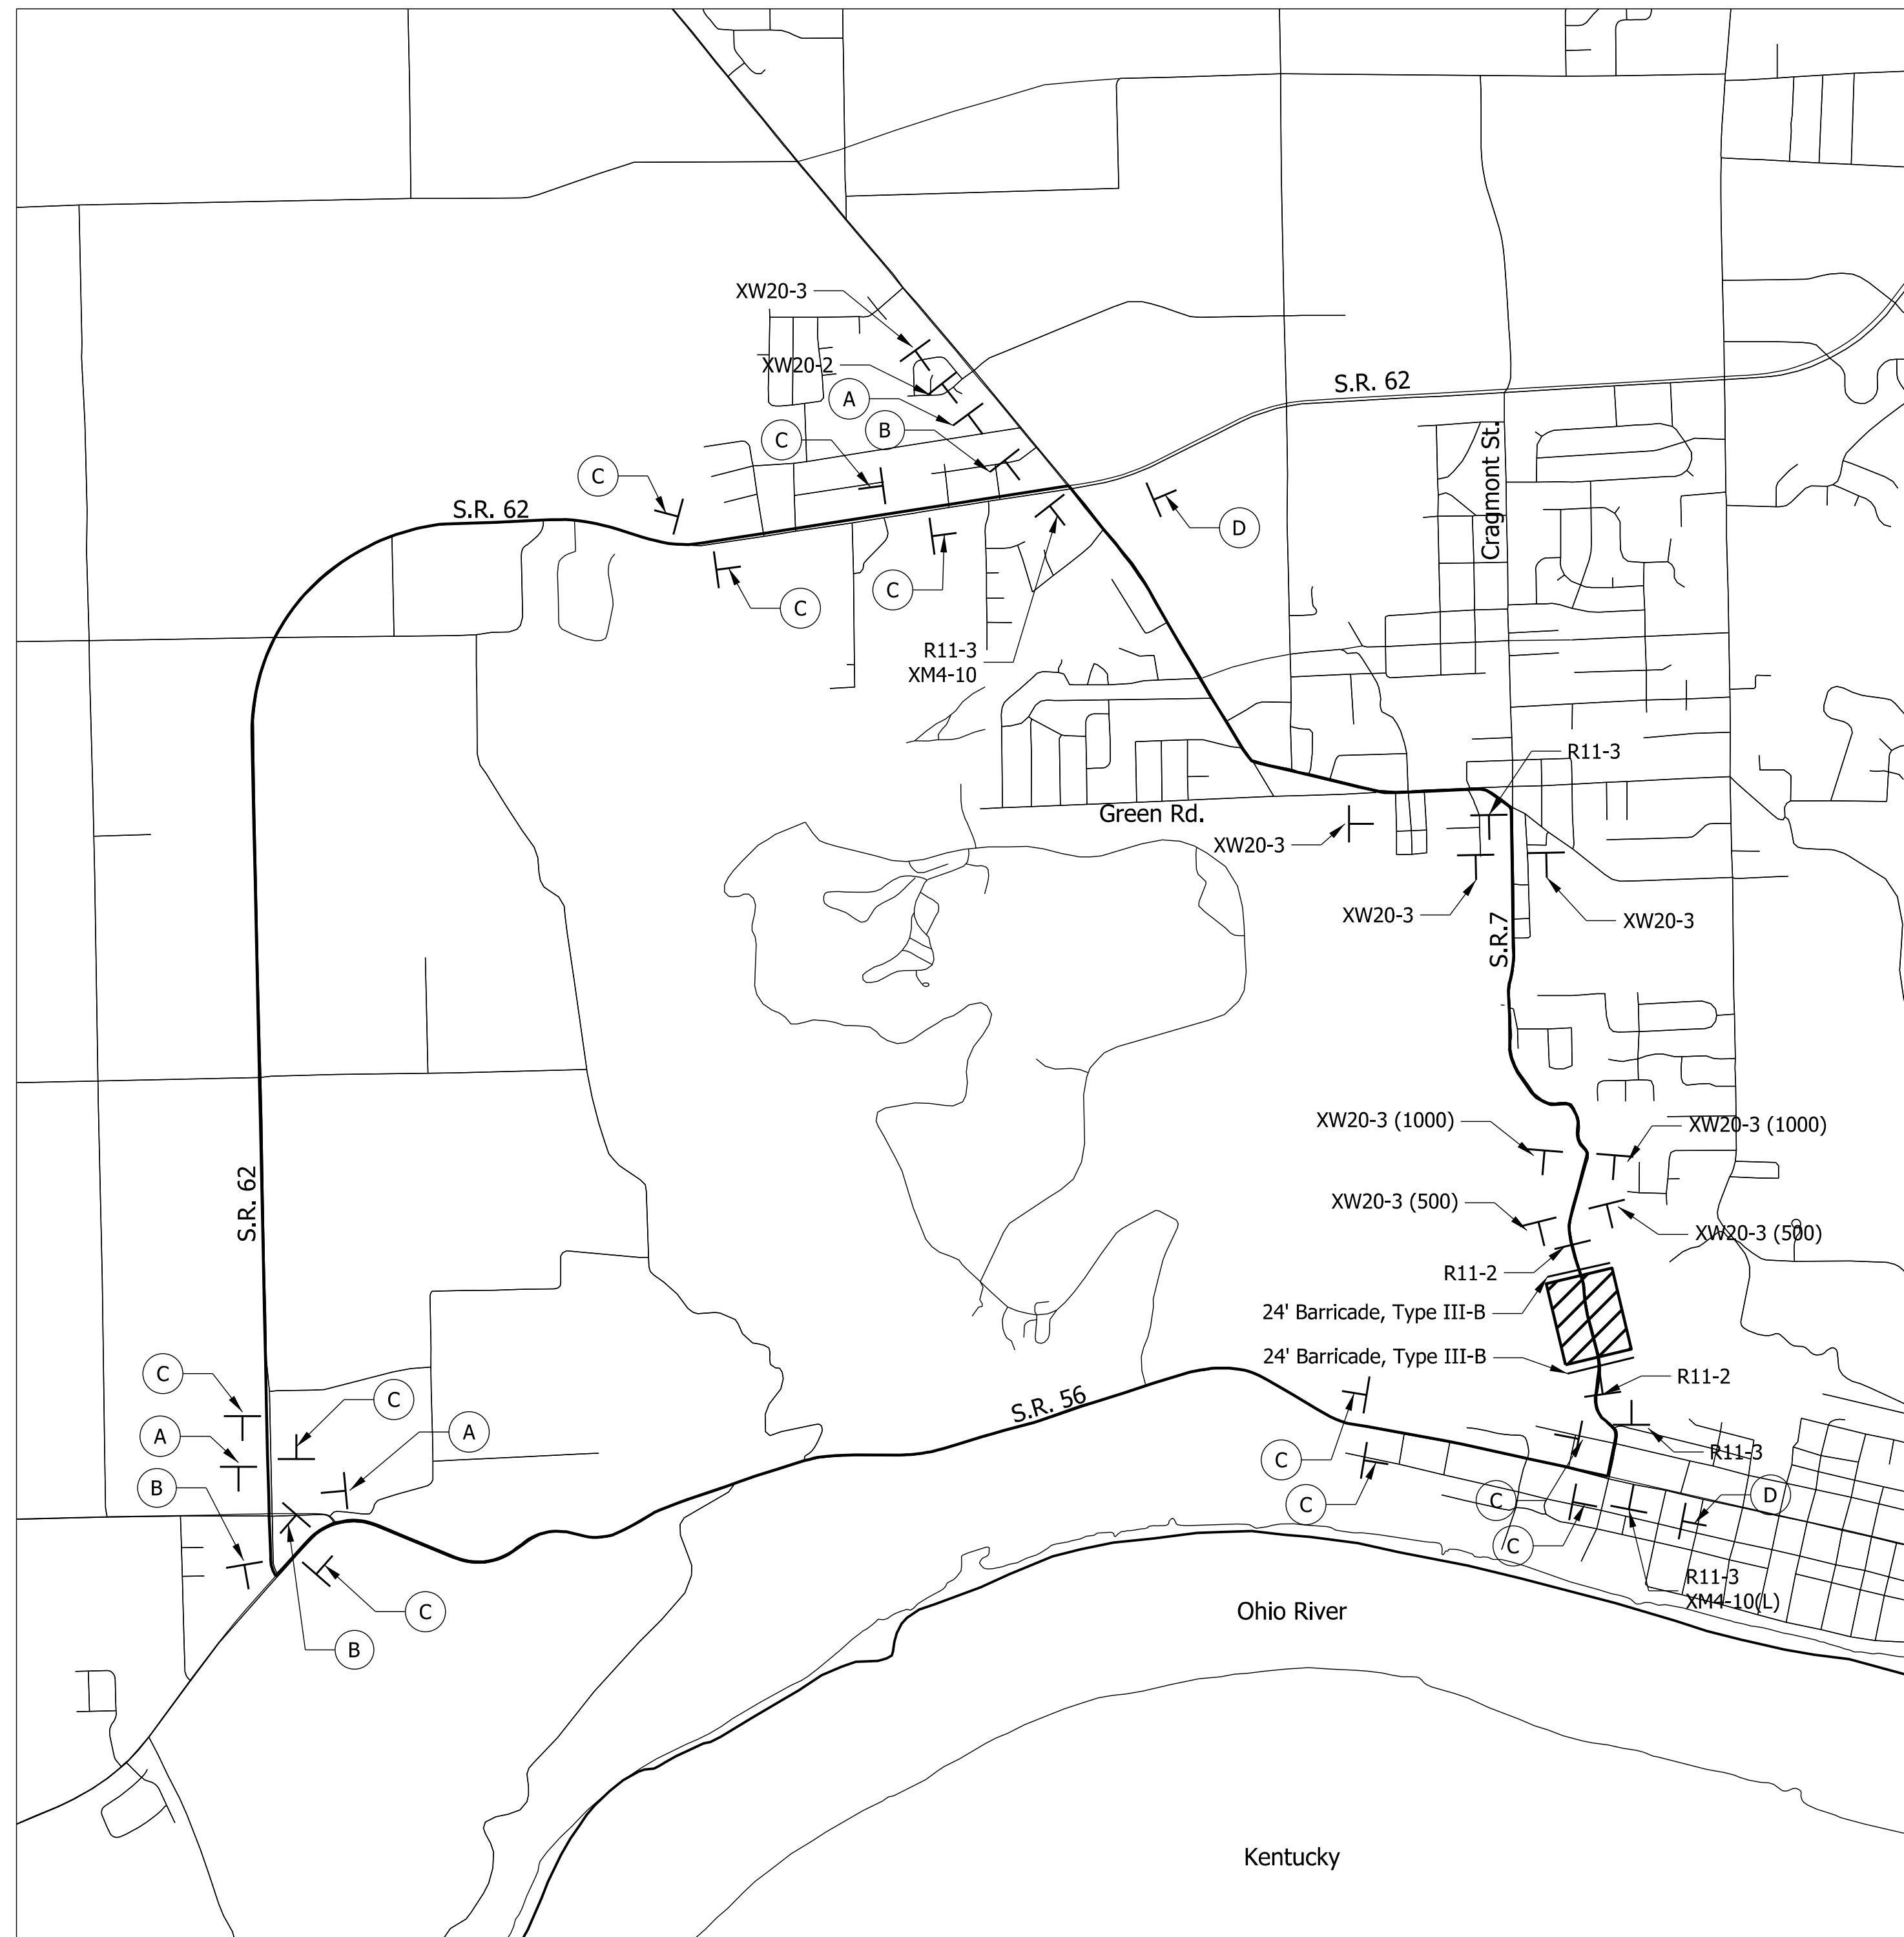 XW20-3
XW20-2
A
B
C
C
S.R. 62
S.R. 62
Cragmont St.
D
C
C
R11-3
XM4-10
R11-3
Green Rd.
XW20-3
XW20-3
XW20-3
S.R.7
XW20-3 (1000)
XW20-3 (1000)
S.R. 62
XW20-3 (500)
XW20-3 (500)
R11-2
24' Barricade, Type III-B
24' Barricade, Type III-B
R11-2
C
C
A
A
B
S.R. 56
C
C
R11-3
D
C
C
R11-3
XM4-10(L)
C
B
Ohio River
Kentucky